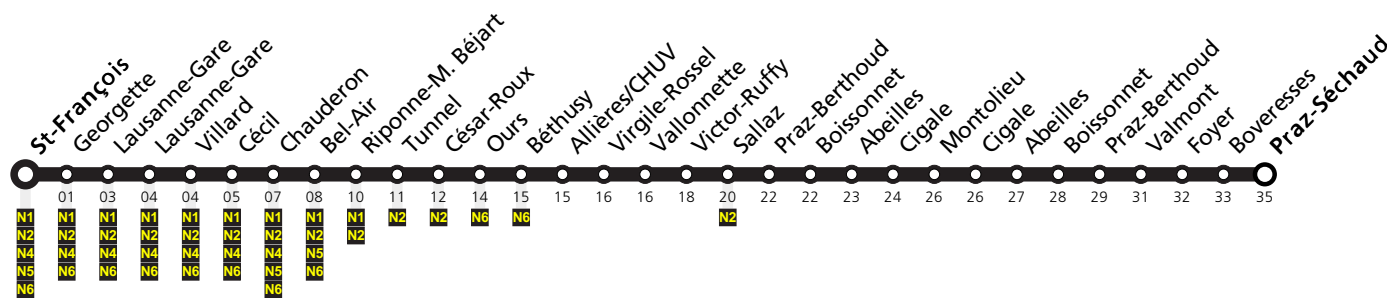 St-François
Georgette
Lausanne-Gare
Lausanne-Gare
Villard
Cécil
Chauderon
Bel-Air
Riponne-M. Béjart
Tunnel
César-Roux
Ours
Béthusy
Allières/CHUV
Virgile-Rossel
Vallonnette
Victor-Ruffy
Sallaz
Praz-Berthoud
Boissonnet
Abeilles
Cigale
Montolieu
Cigale
Abeilles
Boissonnet
Praz-Berthoud
Valmont
Foyer
Boveresses
Praz-Séchaud
01 03 04 04 05 07 08 10 11 12 14 15 15 16 16 18 20 22 22 23 24 26 26 27 28 29 31 32 33 35
N1 N1 N1 N1 N1 N1 N1 N1 N1 N2 N2 N6 N6 N2
N2 N2 N2 N2 N2 N2 N2 N2 N2
N4 N4 N4 N4 N4 N4 N4 N5
N5 N6 N6 N6 N6 N6 N5 N6
N6 N6